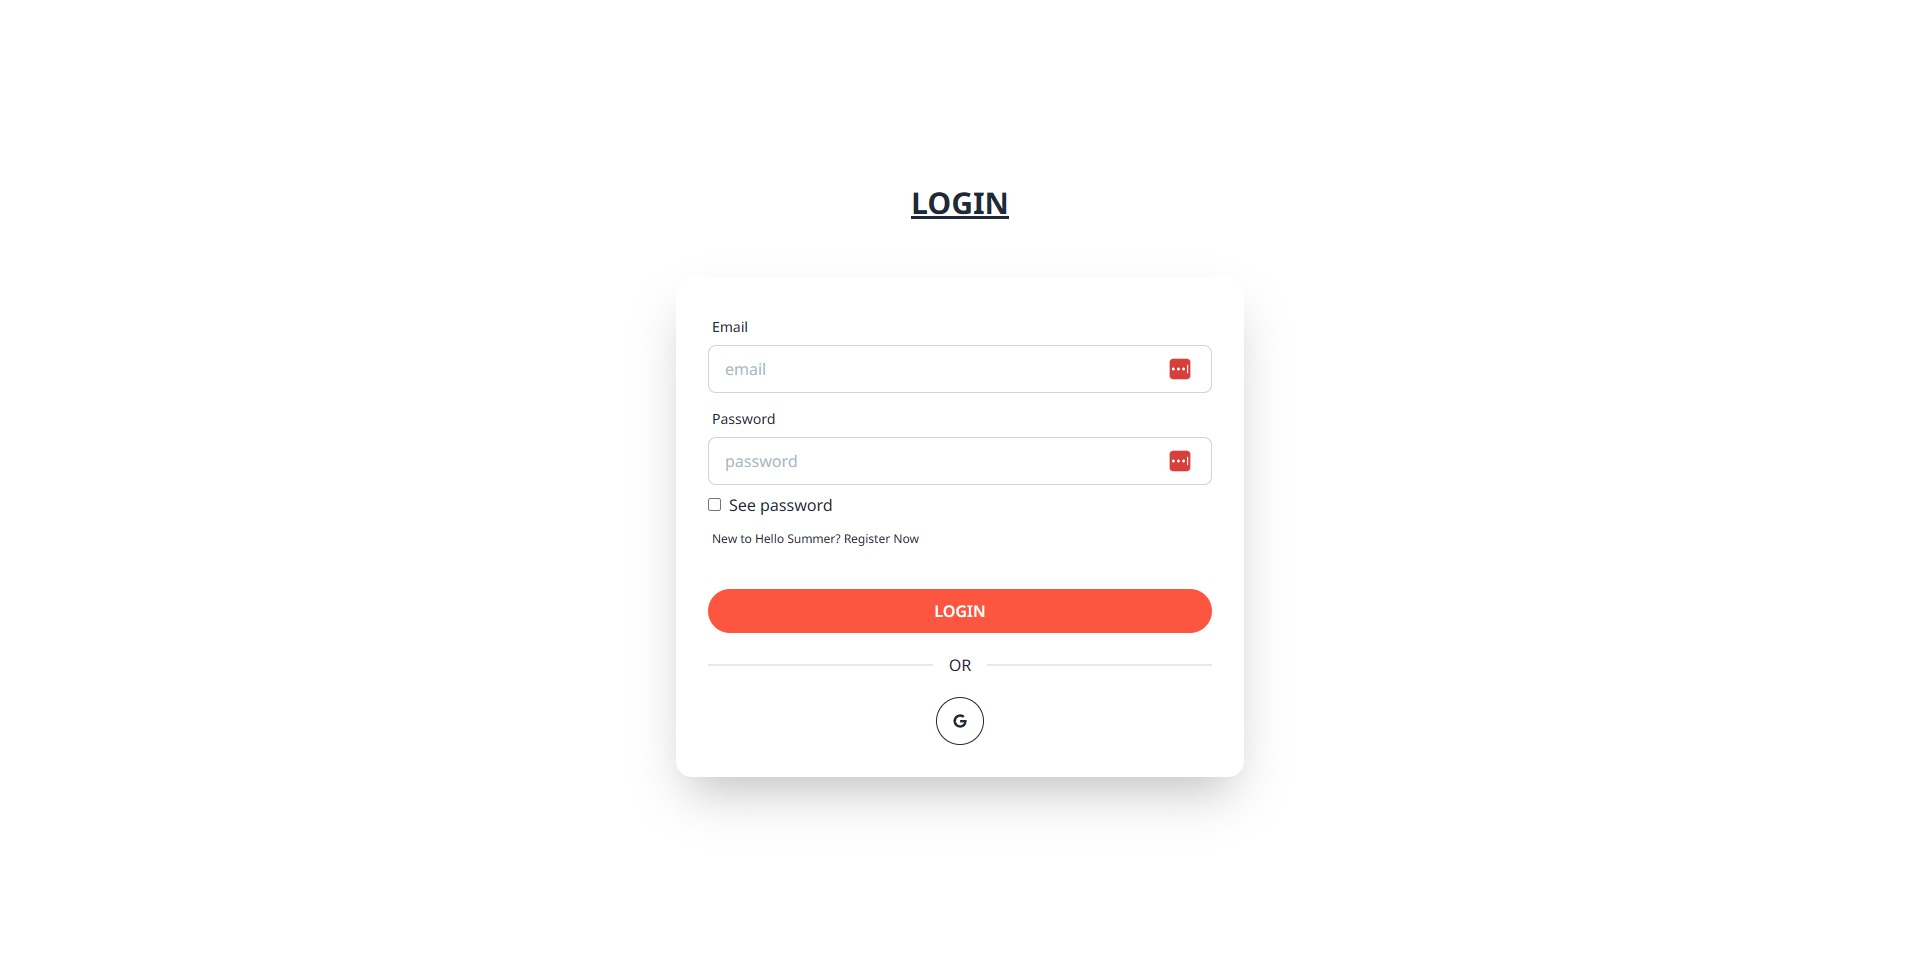 LOGIN
Email
email
Password
password
See password
New to Hello Summer? Register Now
LOGIN
OR
G